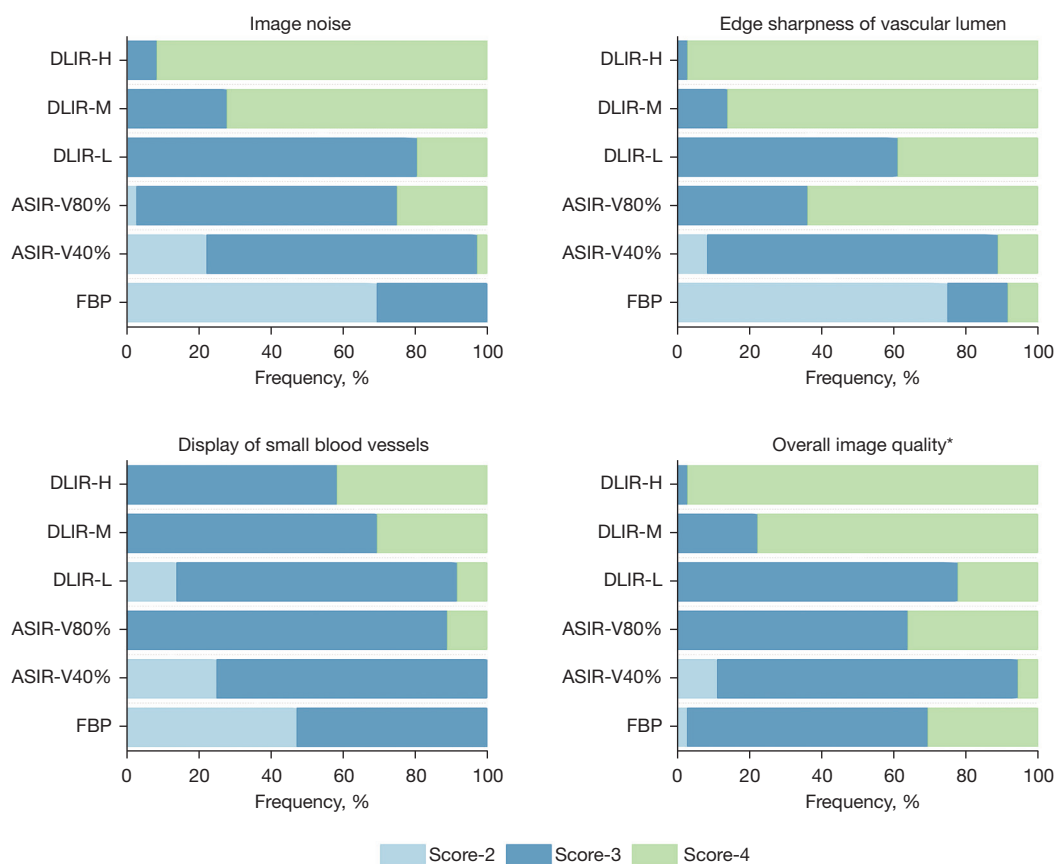 Image noise
DLIR-H
DLIR-M
DLIR-L
ASIR-V80%
ASIR-V40%
FBP
0 20 40 60 80 100
Frequency, %
Edge sharpness of vascular lumen
DLIR-H
DLIR-M
DLIR-L
ASIR-V80%
ASIR-V40%
FBP
0 20 40 60 80 100
Frequency, %
Display of small blood vessels
DLIR-H
DLIR-M
DLIR-L
ASIR-V80%
ASIR-V40%
FBP
0 20 40 60 80 100
Frequency, %
Overall image quality*
DLIR-H
DLIR-M
DLIR-L
ASIR-V80%
ASIR-V40%
FBP
0 20 40 60 80 100
Frequency, %
Score-2 Score-3 Score-4